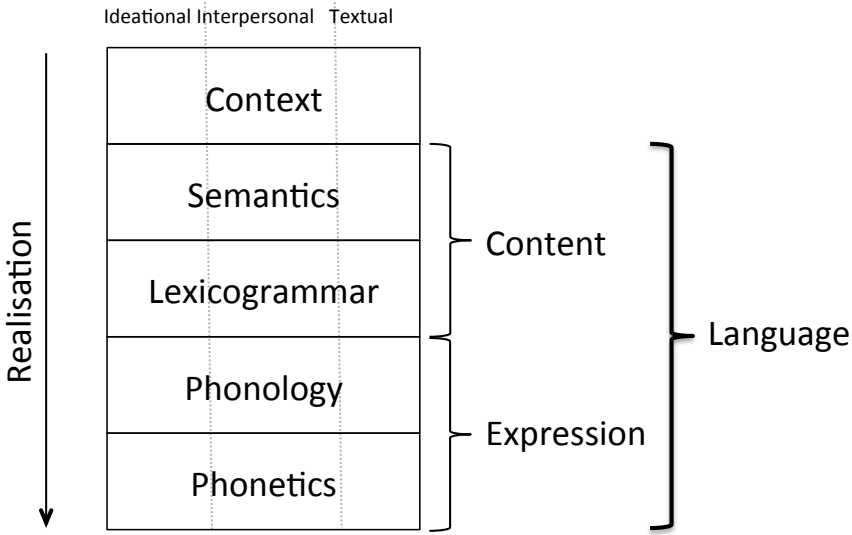 Ideational Interpersonal Textual
Context
Semantics
Content
Lexicogrammar
Realisation
Language
Phonology
Expression
Phonetics